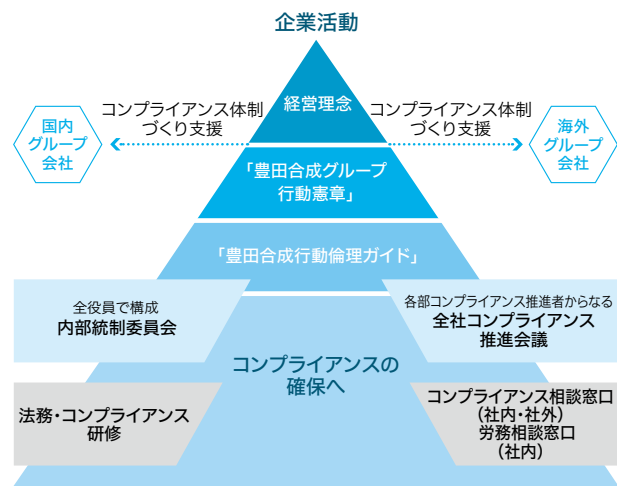 企業活動
経営理念
コンプライアンス体制
づくり支援
コンプライアンス体制
づくり支援
国内
グループ
会社
海外
グループ
会社
「豊田合成グループ
行動憲章」
「豊田合成行動倫理ガイド」
全役員で構成
内部統制委員会
各部コンプライアンス推進者からなる
全社コンプライアンス
推進会議
コンプライアンスの
確保へ
法務・コンプライアンス
研修
コンプライアンス相談窓口
(社内・社外)
労務相談窓口
(社内)